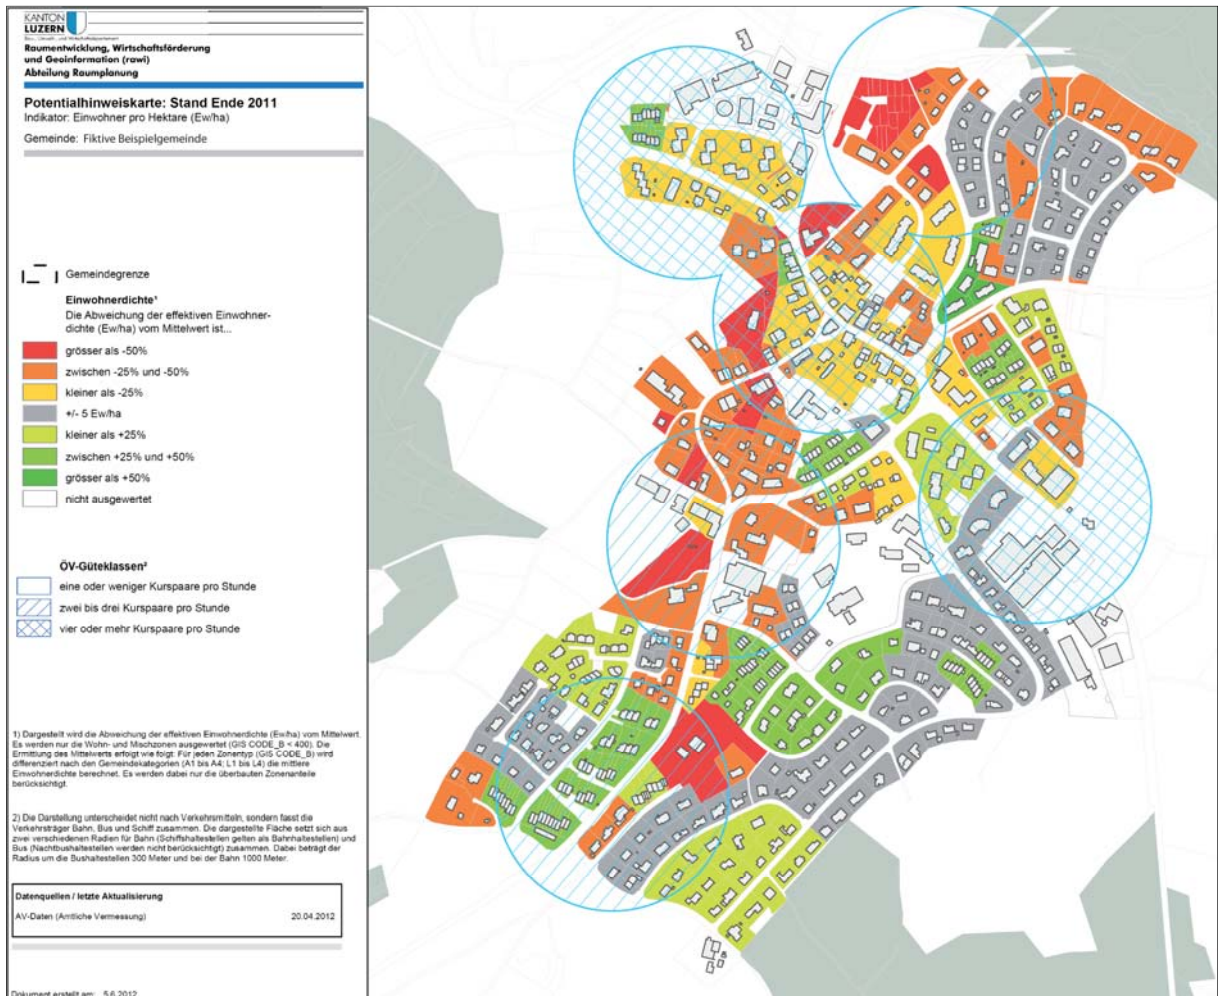 KANTON
LUZERN
Bau-, Umwelt- und Wirtschaftsdepartement
Raumentwicklung, Wirtschaftsförderung
und Geoinformation (rawi)
Abteilung Raumplanung
Potentialhinweiskarte: Stand Ende 2011
Indikator: Einwohner pro Hektare (Ew/ha)
Gemeinde: Fiktive Beispielgemeinde
Gemeindegrenze
Einwohnerdichte¹
Die Abweichung der effektiven Einwohner-
dichte (Ew/ha) vom Mittelwert ist...
grösser als -50%
zwischen -25% und -50%
kleiner als -25%
+/- 5 Ew/ha
kleiner als +25%
zwischen +25% und +50%
grösser als +50%
nicht ausgewertet
ÖV-Güteklassen²
eine oder weniger Kurspaare pro Stunde
zwei bis drei Kurspaare pro Stunde
vier oder mehr Kurspaare pro Stunde
1) Dargestellt wird die Abweichung der effektiven Einwohnerdichte (Ew/ha) vom Mittelwert.
Es werden nur die Wohn- und Mischzonen ausgewertet (GIS CODE_B < 400). Die
Ermittlung des Mittelwerts erfolgt wie folgt: Für jeden Zonentyp (GIS CODE_B) wird
differenziert nach den Gemeindekategorien (A1 bis A4; L1 bis L4) die mittlere
Einwohnerdichte berechnet. Es werden dabei nur die überbauten Zonenanteile
berücksichtigt.
2) Die Darstellung unterscheidet nicht nach Verkehrsmitteln, sondern fasst die
Verkehrsträger Bahn, Bus und Schiff zusammen. Die dargestellte Fläche setzt sich aus
zwei verschiedenen Radien für Bahn (Schiffshaltestellen gelten als Bahnhaltestellen) und
Bus (Nachtbushaltestellen werden nicht berücksichtigt) zusammen. Dabei beträgt der
Radius um die Bushaltestellen 300 Meter und bei der Bahn 1000 Meter.
Datenquellen / letzte Aktualisierung
AV-Daten (Amtliche Vermessung) 20.04.2012
Dokument erstellt am: 5.6.2012